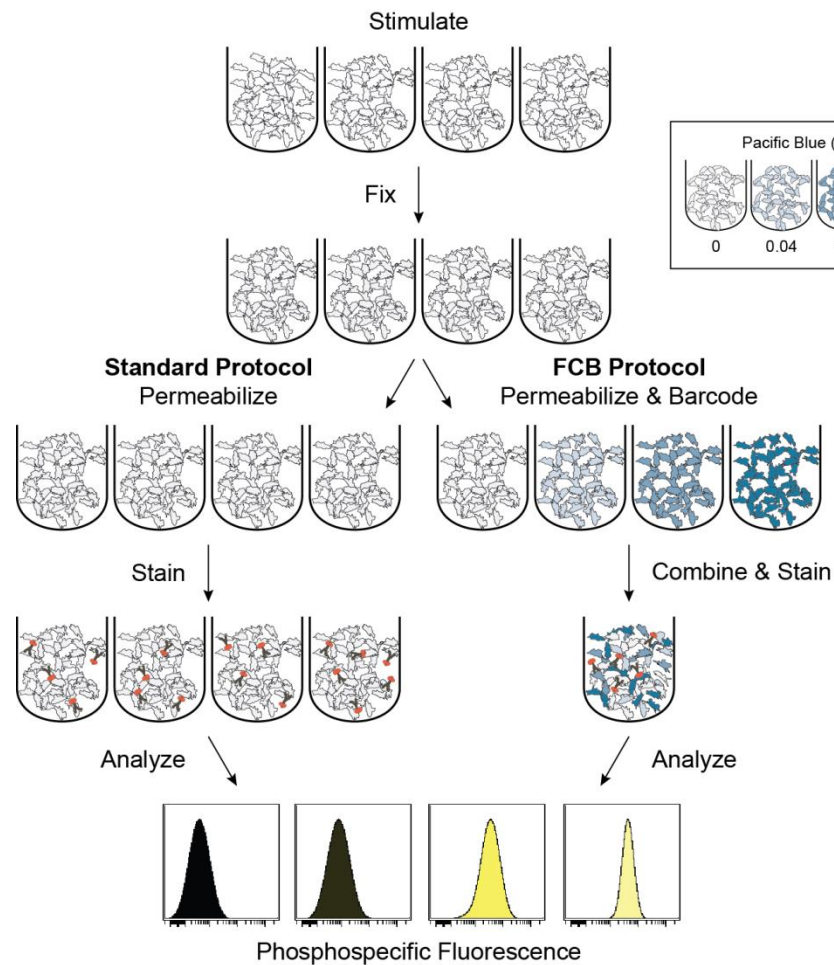 Stimulate
Pacific Blue (
0 0.04
Fix
Standard Protocol
Permeabilize
FCB Protocol
Permeabilize & Barcode
Stain
Combine & Stain
Analyze
Analyze
Phosphospecific Fluorescence